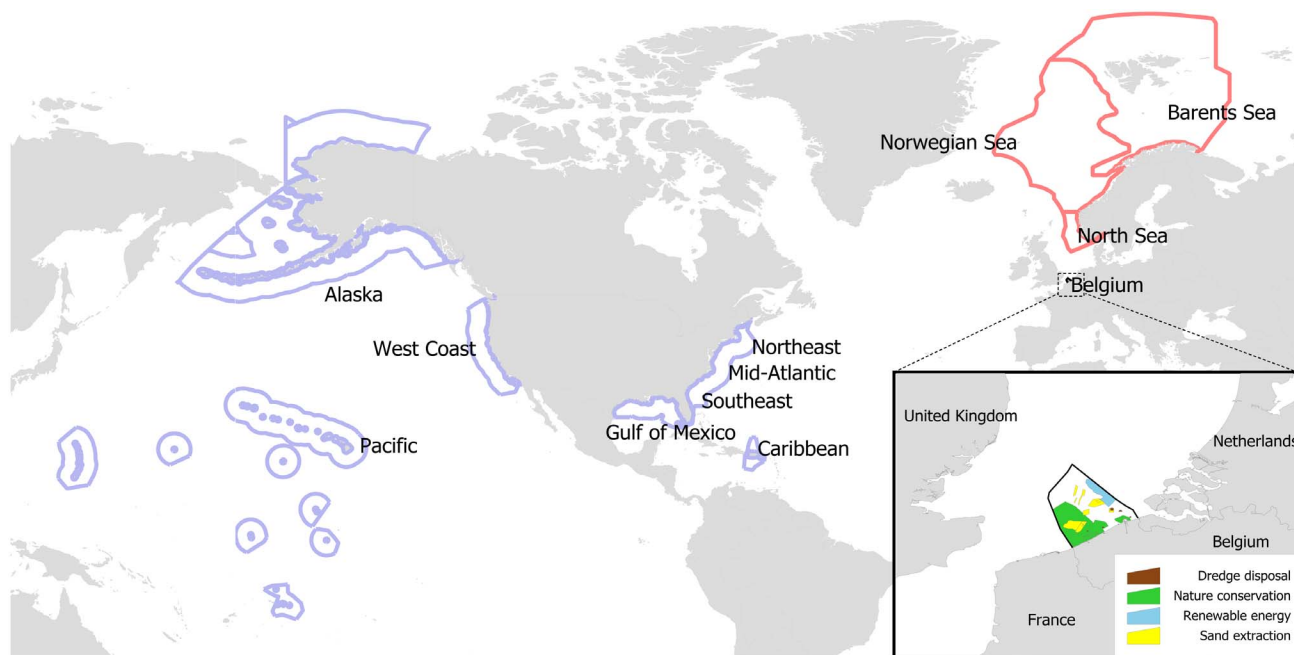 Barents Sea
Norwegian Sea
North Sea
Belgium
Alaska
West Coast
Northeast
Mid-Atlantic
Southeast
Gulf of Mexico
Pacific
Caribbean
United Kingdom
Netherlands
Belgium
France
Dredge disposal
Nature conservation
Renewable energy
Sand extraction